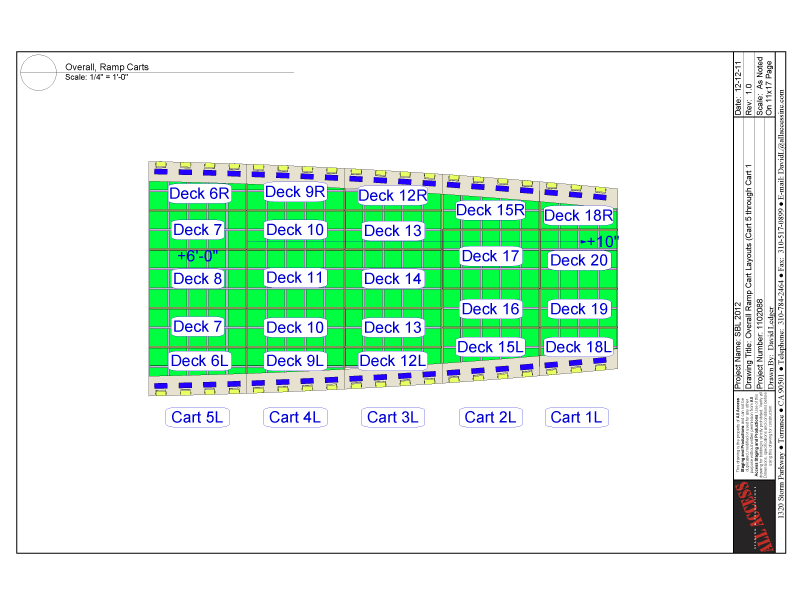 Overall, Ramp Carts
Scale: 1/4" = 1'-0"
Deck 6R
Deck 9R
Deck 12R
Deck 15R
Deck 18R
Deck 7
Deck 10
Deck 13
+10"
+6'-0"
Deck 17
Deck 20
Deck 8
Deck 11
Deck 14
Deck 16
Deck 19
Deck 7
Deck 10
Deck 13
Deck 15L
Deck 18L
Deck 6L
Deck 9L
Deck 12L
Cart 5L
Cart 4L
Cart 3L
Cart 2L
Cart 1L
Date: 12-12-11
Rev: 1.0
Scale: As Noted
On 11x17 Page
Project Name: SBL 2012
Drawing Title: Overall Ramp Cart Layouts (Cart 5 through Cart 1
Project Number: 1102088
Drawn By: David Ledger
ALL ACCESS
1320 Storm Parkway ● Torrance ● CA 90501 ● Telephone: 310-784-2464 ● Fax: 310-517-0899 ● E-mail: DavidL@allaccessinc.com